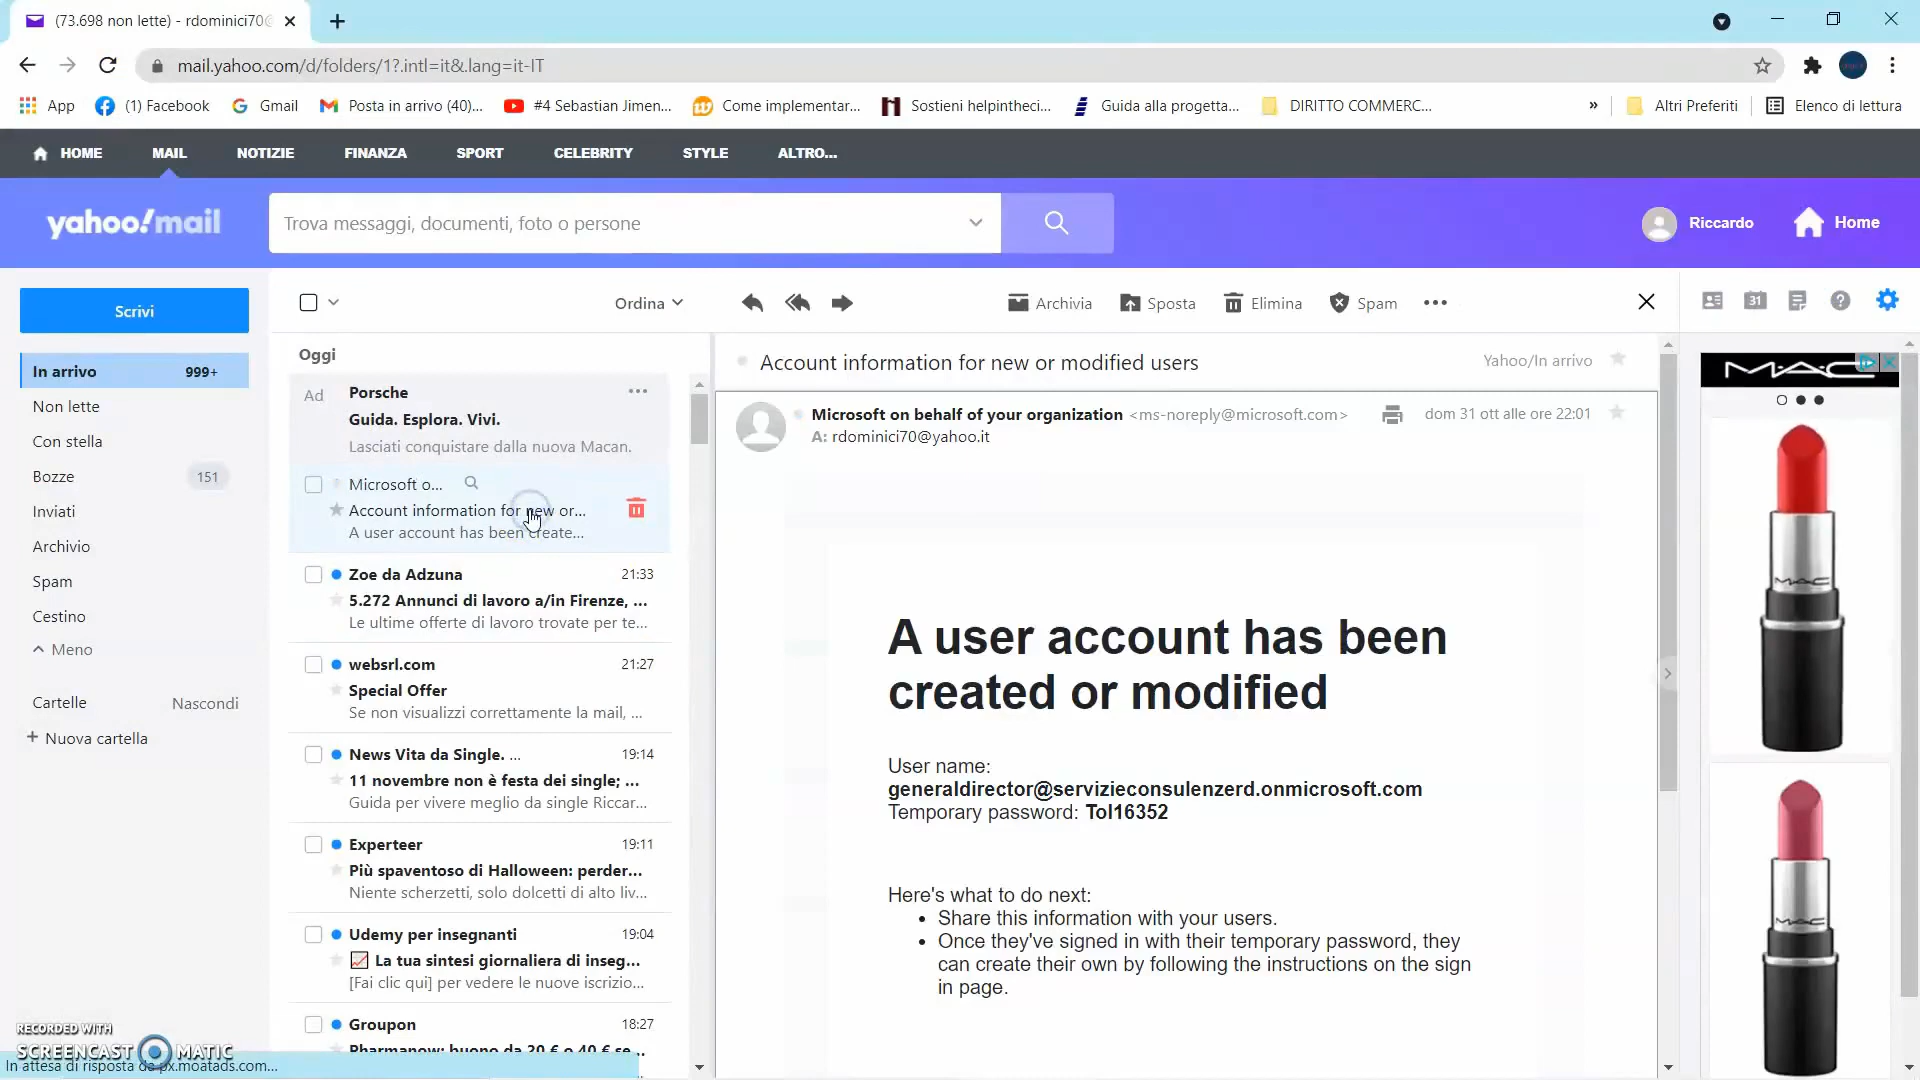 (73.698 non lette) - rdominici70@
mail.yahoo.com/d/folders/1?.intl=it&.lang=it-IT
App
(1) Facebook
Gmail
Posta in arrivo (40)...
#4 Sebastian Jimen...
Come implementar...
Sostieni helpintheci...
Guida alla progetta...
DIRITTO COMMERC...
»
Altri Preferiti
Elenco di lettura
HOME
MAIL
NOTIZIE
FINANZA
SPORT
CELEBRITY
STYLE
ALTRO...
yahoo!mail
Trova messaggi, documenti, foto o persone
Riccardo
Home
Scrivi
In arrivo 999+
Non lette
Con stella
Bozze 151
Inviati
Archivio
Spam
Cestino
Meno
Cartelle Nascondi
+ Nuova cartella
Ordina
Oggi
Ad Porsche
Guida. Esplora. Vivi.
Lasciati conquistare dalla nuova Macan.
Microsoft o...
Account information for new or...
A user account has been create...
Zoe da Adzuna 21:33
5.272 Annunci di lavoro a/in Firenze, ...
Le ultime offerte di lavoro trovate per te...
websrl.com 21:27
Special Offer
Se non visualizzi correttamente la mail, ...
News Vita da Single. ... 19:14
11 novembre non è festa dei single; ...
Guida per vivere meglio da single Riccar...
Experteer 19:11
Più spaventoso di Halloween: perder...
Niente scherzetti, solo dolcetti di alto liv...
Udemy per insegnanti 19:04
La tua sintesi giornaliera di inseg...
[Fai clic qui] per vedere le nuove iscrizio...
Groupon 18:27
Pharmanow: buono da 20 € o 40 € se...
Archivia
Sposta
Elimina
Spam
31
Account information for new or modified users
Yahoo/In arrivo
Microsoft on behalf of your organization <ms-noreply@microsoft.com>
dom 31 ott alle ore 22:01
A: rdominici70@yahoo.it
A user account has been
created or modified
User name:
generaldirector@servizieconsulenzerd.onmicrosoft.com
Temporary password: Tol16352
Here's what to do next:
• Share this information with your users.
• Once they've signed in with their temporary password, they
can create their own by following the instructions on the sign
in page.
MAC
MAC
MAC
RECORDED WITH
SCREENCAST MATIC
In attesa di risposta da px.moatads.com...